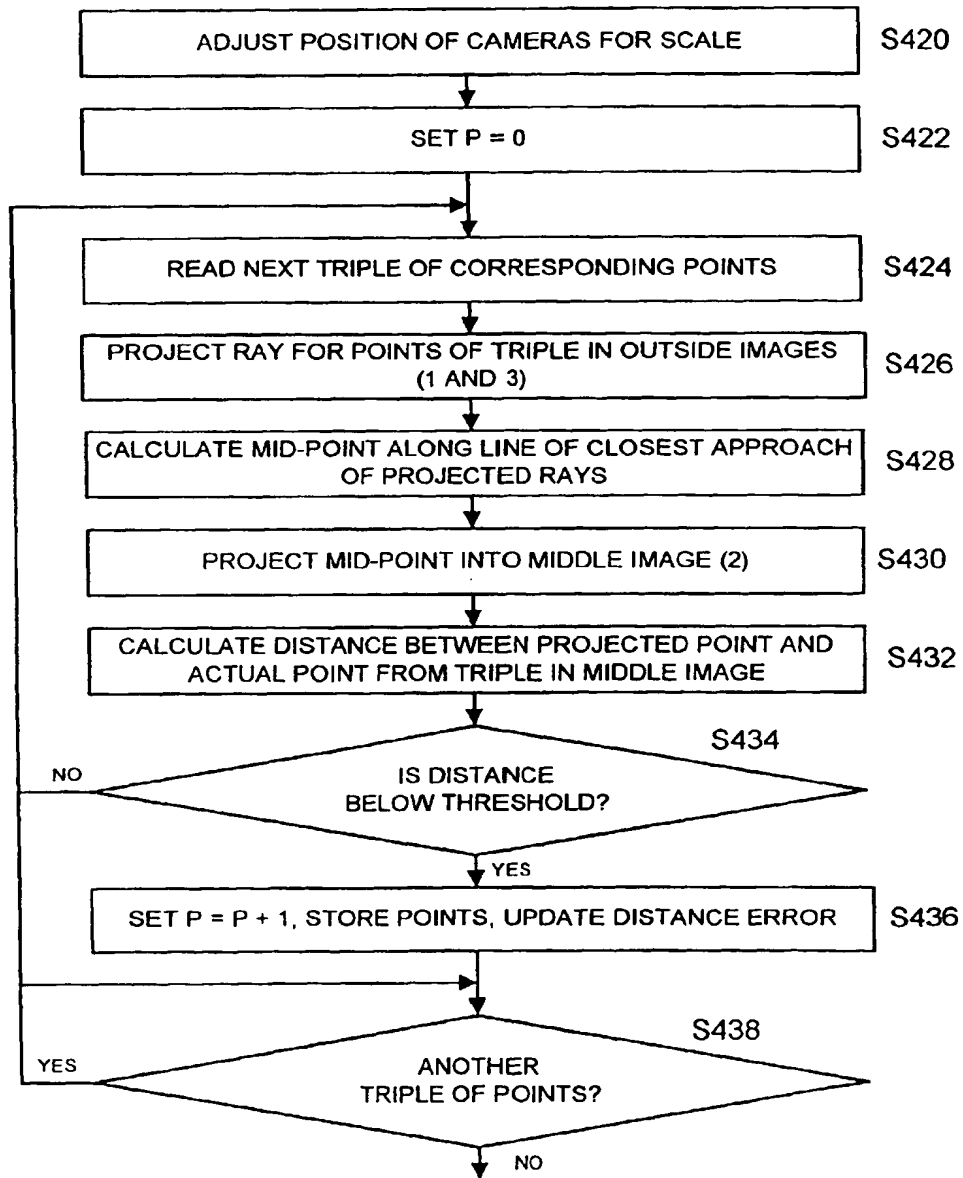 ADJUST POSITION OF CAMERAS FOR SCALE
S420
SET P = 0
S422
READ NEXT TRIPLE OF CORRESPONDING POINTS
S424
PROJECT RAY FOR POINTS OF TRIPLE IN OUTSIDE IMAGES
(1 AND 3)
S426
CALCULATE MID-POINT ALONG LINE OF CLOSEST APPROACH
OF PROJECTED RAYS
S428
PROJECT MID-POINT INTO MIDDLE IMAGE (2)
S430
CALCULATE DISTANCE BETWEEN PROJECTED POINT AND
ACTUAL POINT FROM TRIPLE IN MIDDLE IMAGE
S432
S434
NO
IS DISTANCE
BELOW THRESHOLD?
YES
SET P = P + 1, STORE POINTS, UPDATE DISTANCE ERROR
S436
S438
YES
ANOTHER
TRIPLE OF POINTS?
NO